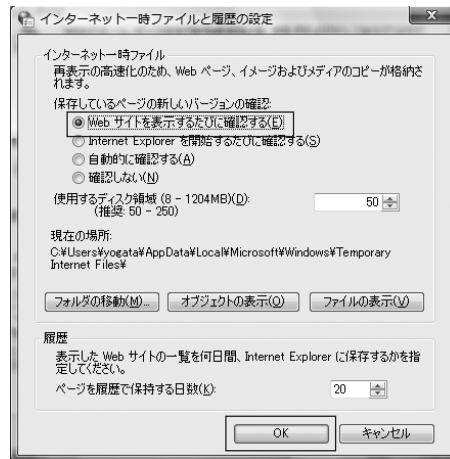 インターネット一時ファイルと履歴の設定
インターネット一時ファイル
再表示の高速化のため、Web ページ、イメージおよびメディアのコピーが格納さ
れます。
保存しているページの新しいバージョンの確認:
Web サイトを表示するたびに確認する(E)
Internet Explorer を開始するたびに確認する(S)
自動的に確認する(A)
確認しない(N)
使用するディスク領域 (8 - 1204MB)(D):
50
(推奨: 50 - 250)
現在の場所:
C:¥Users¥yogata¥AppData¥Local¥Microsoft¥Windows¥Temporary
Internet Files¥
フォルダの移動(M)... オブジェクトの表示(O) ファイルの表示(V)
履歴
表示した Web サイトの一覧を何日間、Internet Explorer に保存するかを指
定してください。
ページを履歴で保持する日数(K): 20
OK キャンセル